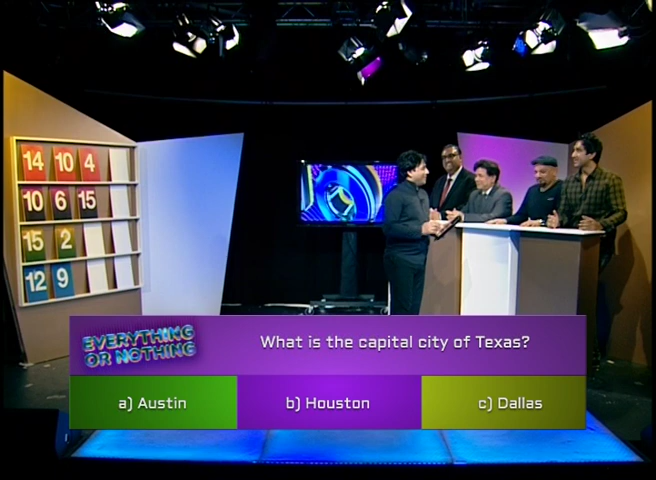 14 10 4
10 6 15
15 2
12 9
EVERYTHING
OR NOTHING
What is the capital city of Texas?
a) Austin
b) Houston
c) Dallas